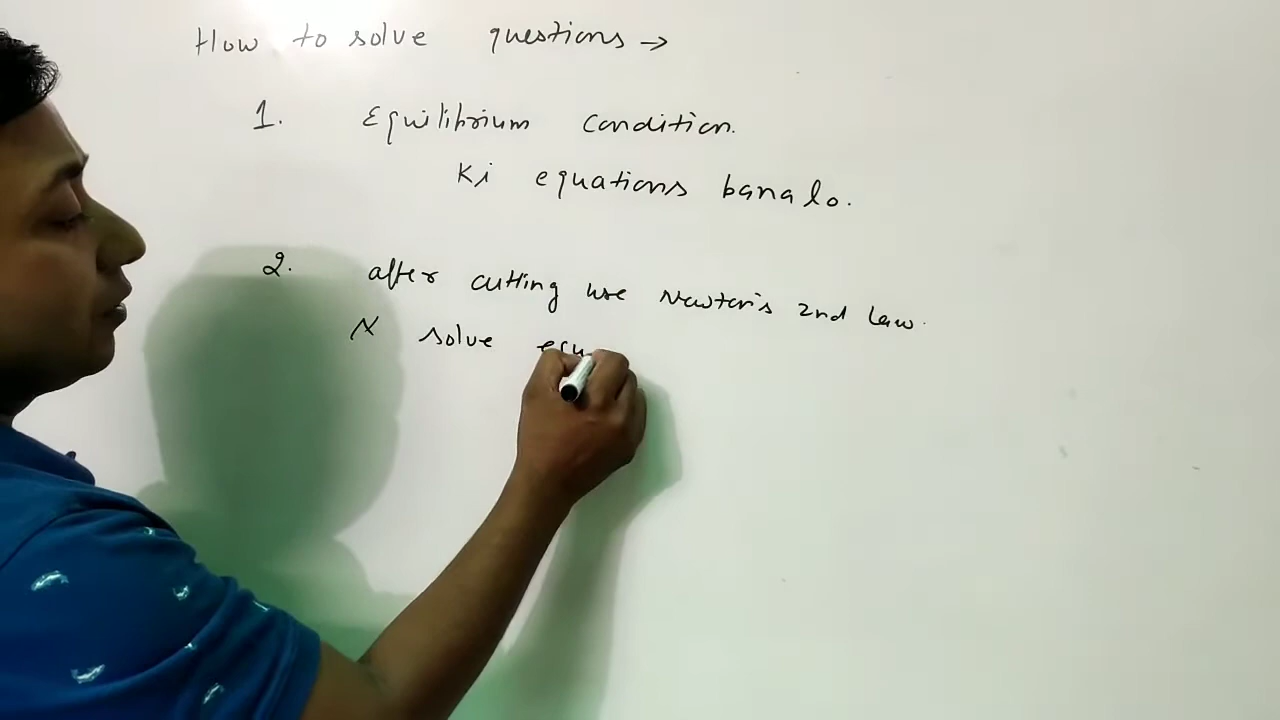 How to solve questions →
1. Equilibrium condition.
Ki equations banalo.
2. after cutting use Newton's 2nd law.
& solve equ